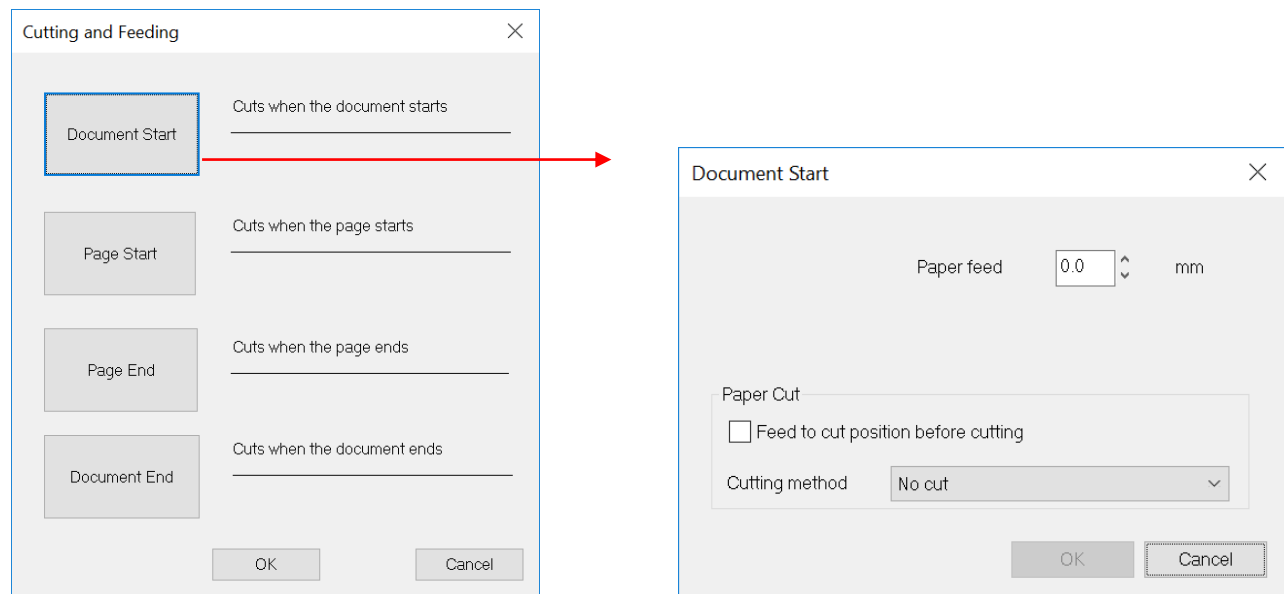 Cutting and Feeding
Document Start
Cuts when the document starts
Page Start
Cuts when the page starts
Page End
Cuts when the page ends
Document End
Cuts when the document ends
OK
Cancel
Document Start
Paper feed 0.0 mm
Paper Cut
Feed to cut position before cutting
Cutting method No cut
OK
Cancel